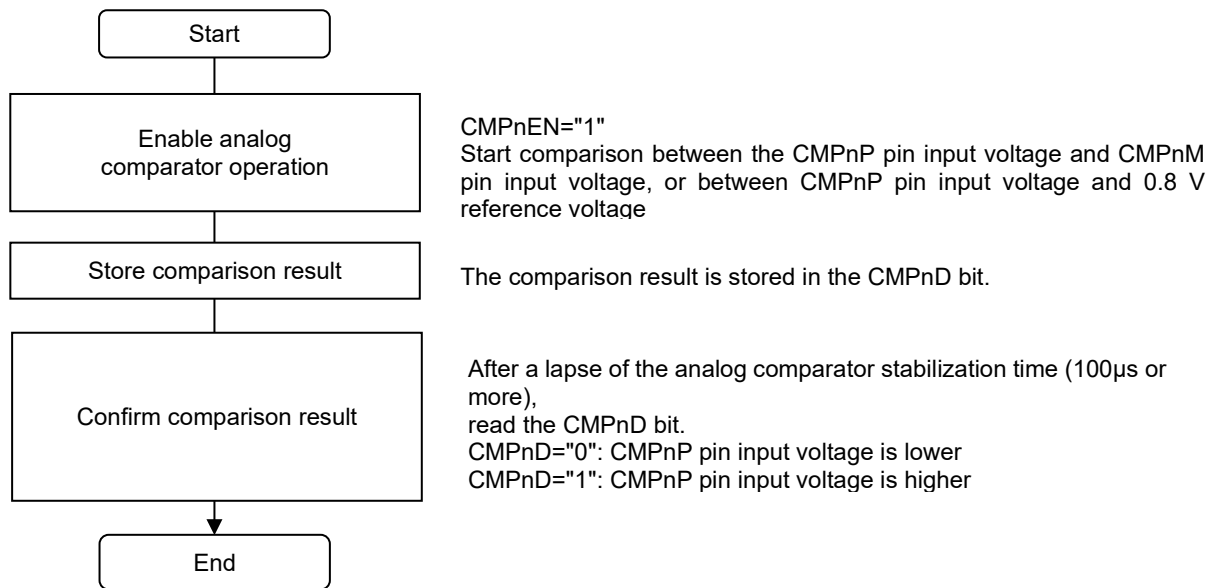 Start
Enable analog
comparator operation
CMPnEN="1"
Start comparison between the CMPnP pin input voltage and CMPnM
pin input voltage, or between CMPnP pin input voltage and 0.8 V
reference voltage
Store comparison result
The comparison result is stored in the CMPnD bit.
Confirm comparison result
After a lapse of the analog comparator stabilization time (100µs or
more),
read the CMPnD bit.
CMPnD="0": CMPnP pin input voltage is lower
CMPnD="1": CMPnP pin input voltage is higher
End